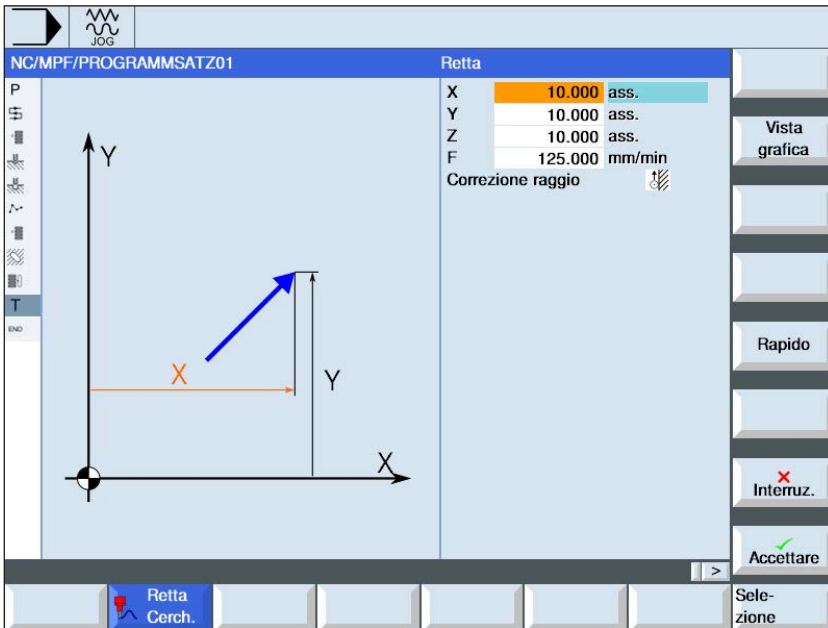 JOG
NC/MPF/PROGRAMMSATZ01
Retta
P
T
END
Y
X
Y
X
X 10.000 ass.
Y 10.000 ass.
Z 10.000 ass.
F 125.000 mm/min
Correzione raggio
Vista
grafica
Rapido
Interruz.
Accettare
>
Retta
Cerch.
Sele-
zione